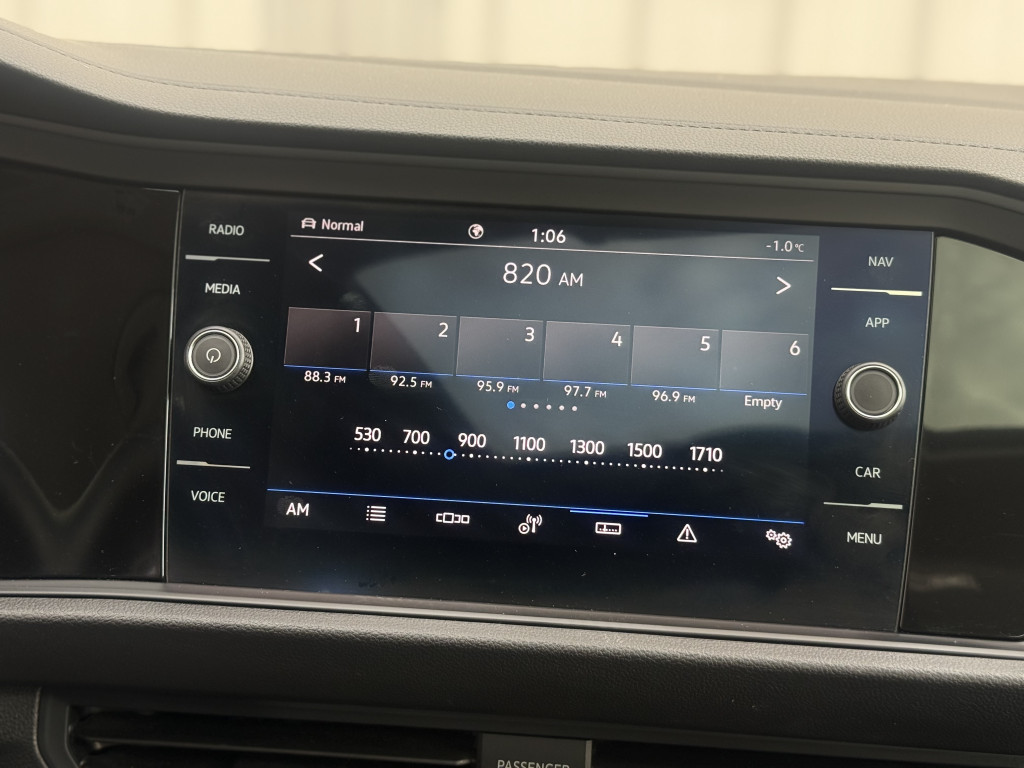 RADIO
MEDIA
PHONE
VOICE
Normal
1:06
-1.0°C
< 820 AM >
1 2 3 4 5 6
88.3 FM 92.5 FM 95.9 FM 97.7 FM 96.9 FM Empty
530 700 900 1100 1300 1500 1710
AM
NAV
APP
CAR
MENU
PASSENGER